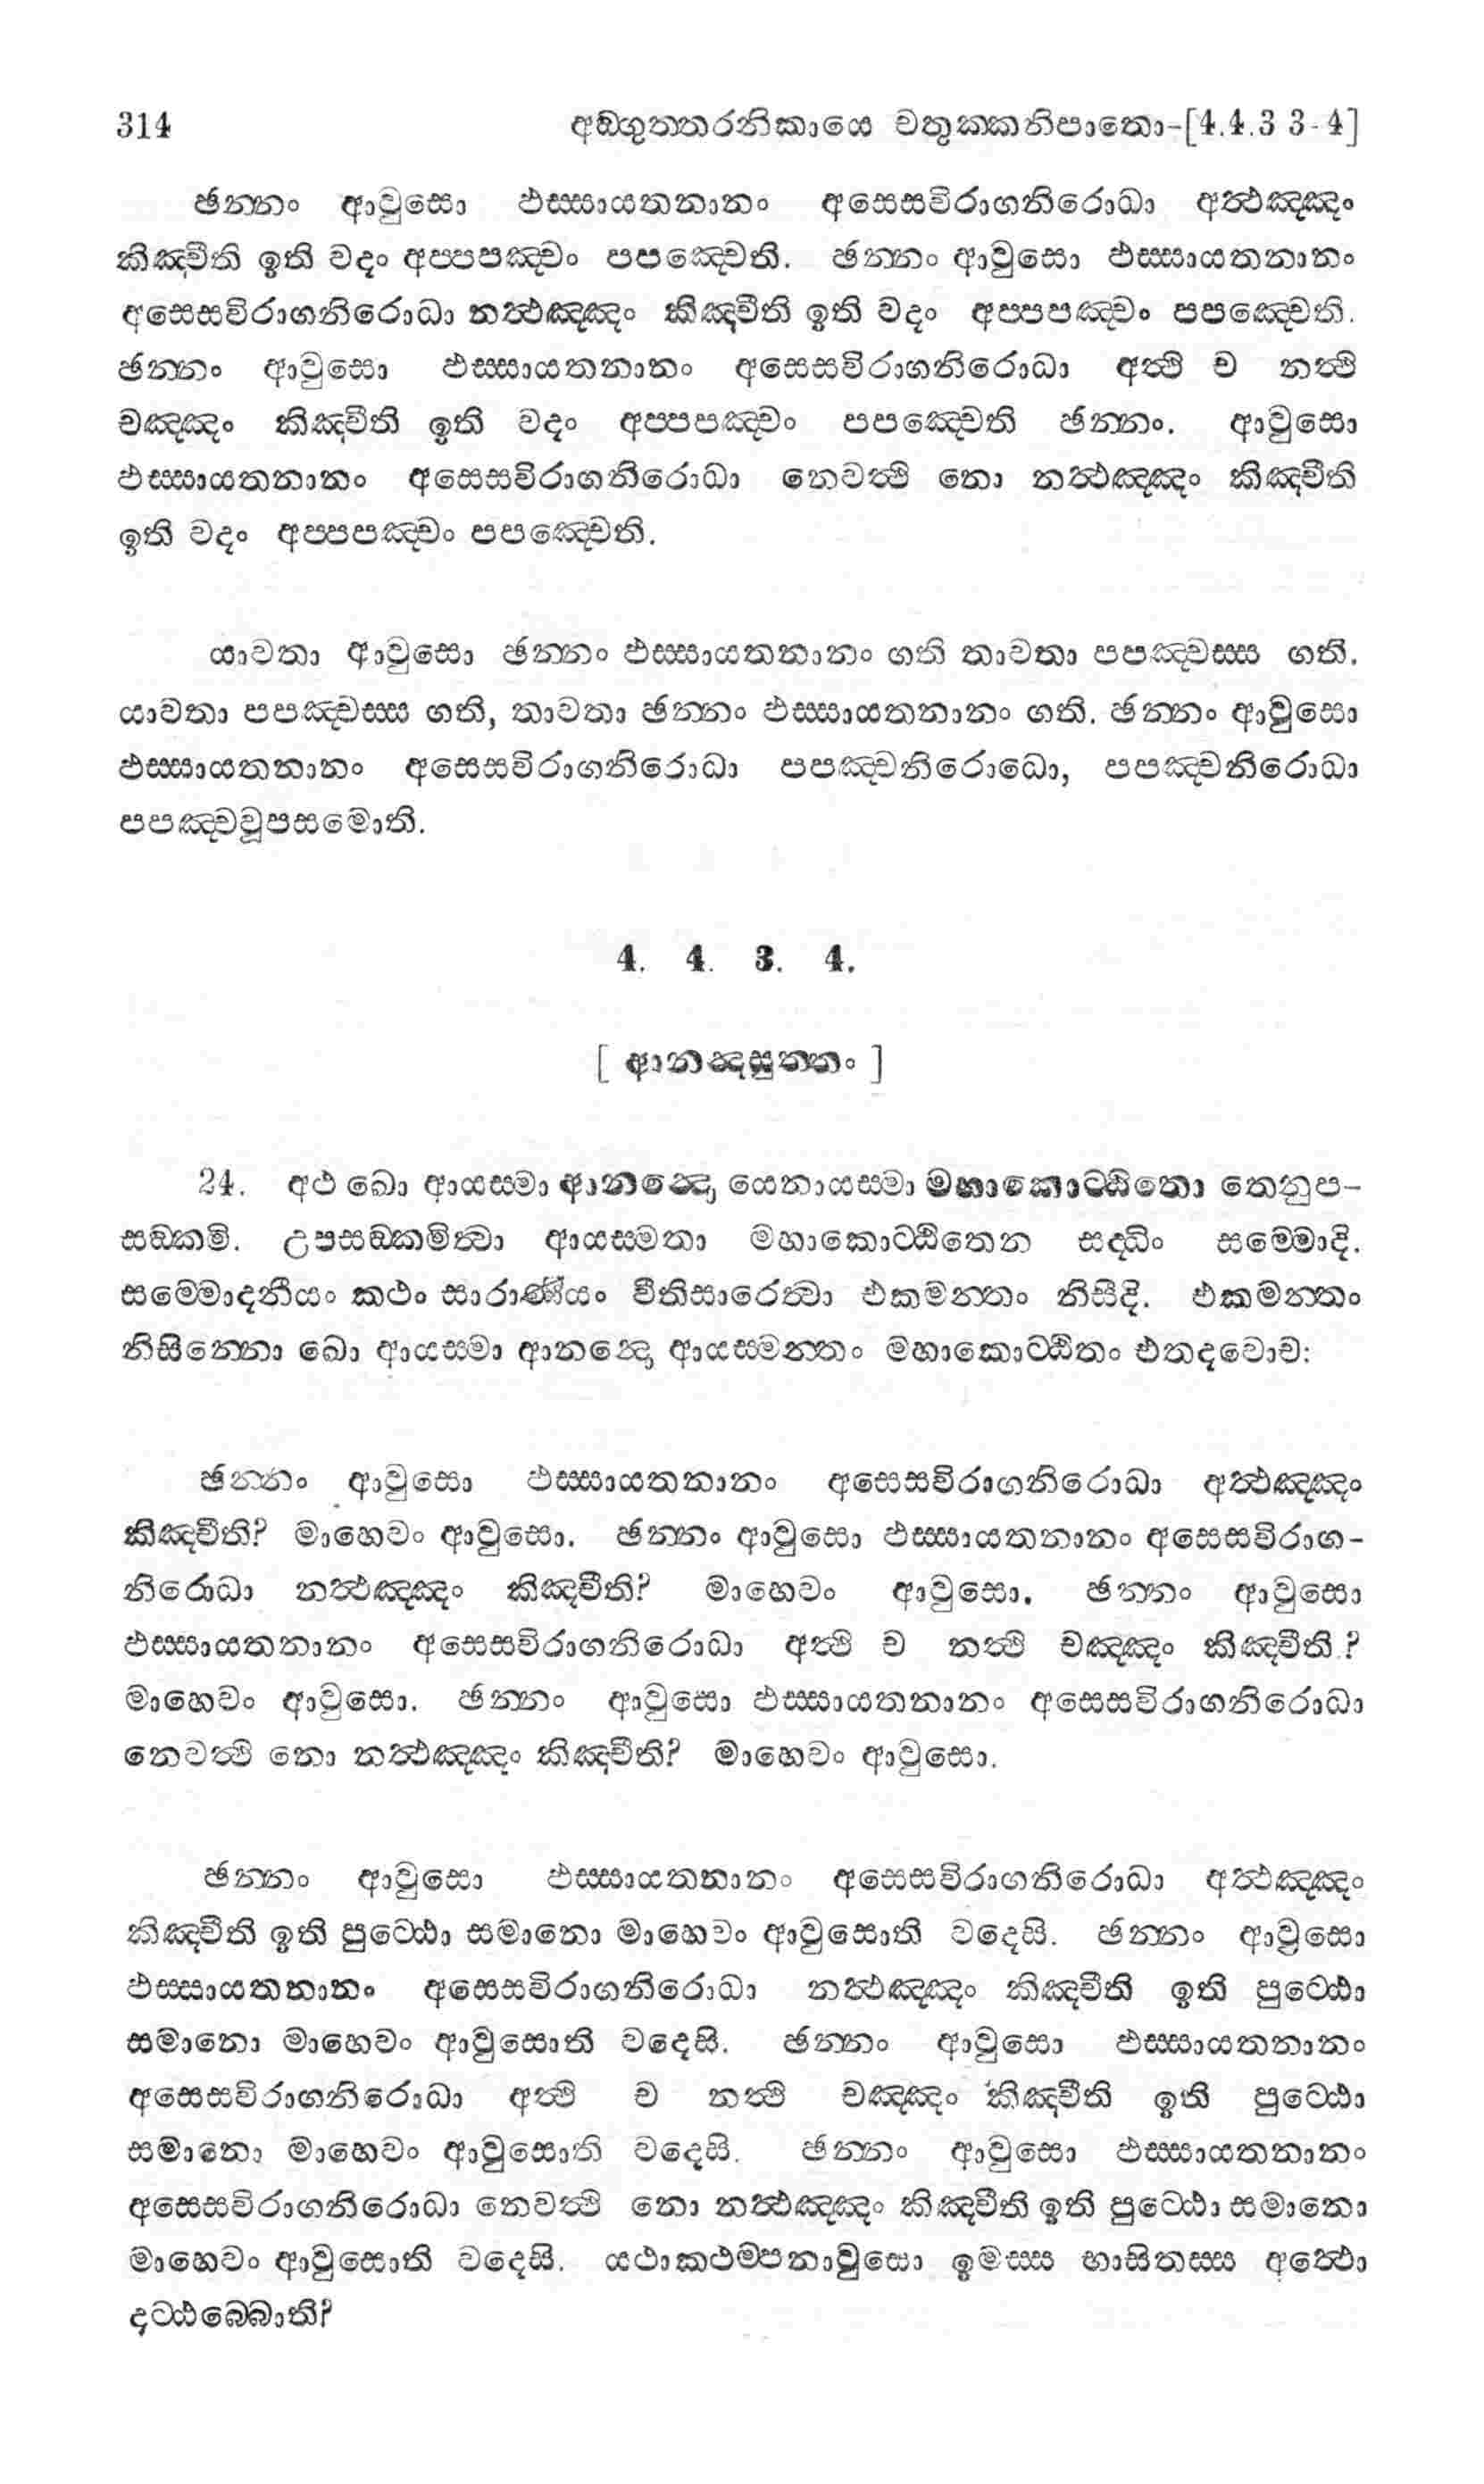 314 අඞ්ගුත්තරනිකායෙ චතුක්කනිපාතො-[4.4.3 3-4]
ඡන්නං ආවුසො ඵස්සායතනානං අසෙසවිරාගනිරොධා අත්ථඤ්ඤං
කිඤ්චීති ඉති වදං අප්පපඤ්චං පපඤ්චෙති. ඡන්නං ආවුසො ඵස්සායතනානං
අසෙසවිරාගනිරොධා නත්ථඤ්ඤං කිඤ්චීති ඉති වදං අප්පපඤ්චං පපඤ්චෙති.
ඡන්නං ආවුසො ඵස්සායතනානං අසෙසවිරාගනිරොධා අත්ථි ච නත්ථි
චඤ්ඤං කිඤ්චීති ඉති වදං අප්පපඤ්චං පපඤ්චෙති ඡන්නං. ආවුසො
ඵස්සායතනානං අසෙසවිරාගනිරොධා නෙවත්ථි නො නත්ථඤ්ඤං කිඤ්චීති
ඉති වදං අප්පපඤ්චං පපඤ්චෙති.
යාවතා ආවුසො ඡන්නං ඵස්සායතනානං ගති තාවතා පපඤ්චස්ස ගති.
යාවතා පපඤ්චස්ස ගති, තාවතා ඡන්නං ඵස්සායතනානං ගති. ඡන්නං ආවුසො
ඵස්සායතනානං අසෙසවිරාගනිරොධා පපඤ්චනිරොධො, පපඤ්චනිරොධා
පපඤ්චවූපසමොති.
4. 4. 3. 4.
[ ආනන්දසුත්තං ]
24. අථ ඛො ආයස්මා ආනන්දො යෙනායස්මා මහාකොට්ඨිතො තෙනුප-
සඞ්කමි. උපසඞ්කමිත්වා ආයස්මතා මහාකොට්ඨිතෙන සද්ධිං සම්මොදි.
සම්මොදනීයං කථං සාරාණීයං වීතිසාරෙත්වා එකමන්තං නිසීදි. එකමන්තං
නිසින්නො ඛො ආයස්මා ආනන්දො ආයස්මන්තං මහාකොට්ඨිතං එතදවොච:
ඡන්නං ආවුසො ඵස්සායතනානං අසෙසවිරාගනිරොධා අත්ථඤ්ඤං
කිඤ්චීති? මාහෙවං ආවුසො. ඡන්නං ආවුසො ඵස්සායතනානං අසෙසවිරාග-
නිරොධා නත්ථඤ්ඤං කිඤ්චීති? මාහෙවං ආවුසො. ඡන්නං ආවුසො
ඵස්සායතනානං අසෙසවිරාගනිරොධා අත්ථි ච නත්ථි චඤ්ඤං කිඤ්චීති ?
මාහෙවං ආවුසො. ඡන්නං ආවුසො ඵස්සායතනානං අසෙසවිරාගනිරොධා
නෙවත්ථි නො නත්ථඤ්ඤං කිඤ්චීති? මාහෙවං ආවුසො.
ඡන්නං ආවුසො ඵස්සායතනානං අසෙසවිරාගනිරොධා අත්ථඤ්ඤං
කිඤ්චීති ඉති පුට්ඨො සමානො මාහෙවං ආවුසොති වදෙසි. ඡන්නං ආවුසො
ඵස්සායතනානං අසෙසවිරාගනිරොධා නත්ථඤ්ඤං කිඤ්චීති ඉති පුට්ඨො
සමානො මාහෙවං ආවුසොති වදෙසි. ඡන්නං ආවුසො ඵස්සායතනානං
අසෙසවිරාගනිරොධා අත්ථි ච නත්ථි චඤ්ඤං කිඤ්චීති ඉති පුට්ඨො
සමානො මාහෙවං ආවුසොති වදෙසි. ඡන්නං ආවුසො ඵස්සායතනානං
අසෙසවිරාගනිරොධා නෙවත්ථි නො නත්ථඤ්ඤං කිඤ්චීති ඉති පුට්ඨො සමානො
මාහෙවං ආවුසොති වදෙසි. යථාකථම්පනාවුසො ඉමස්ස භාසිතස්ස අත්ථො
දට්ඨබ්බොති?